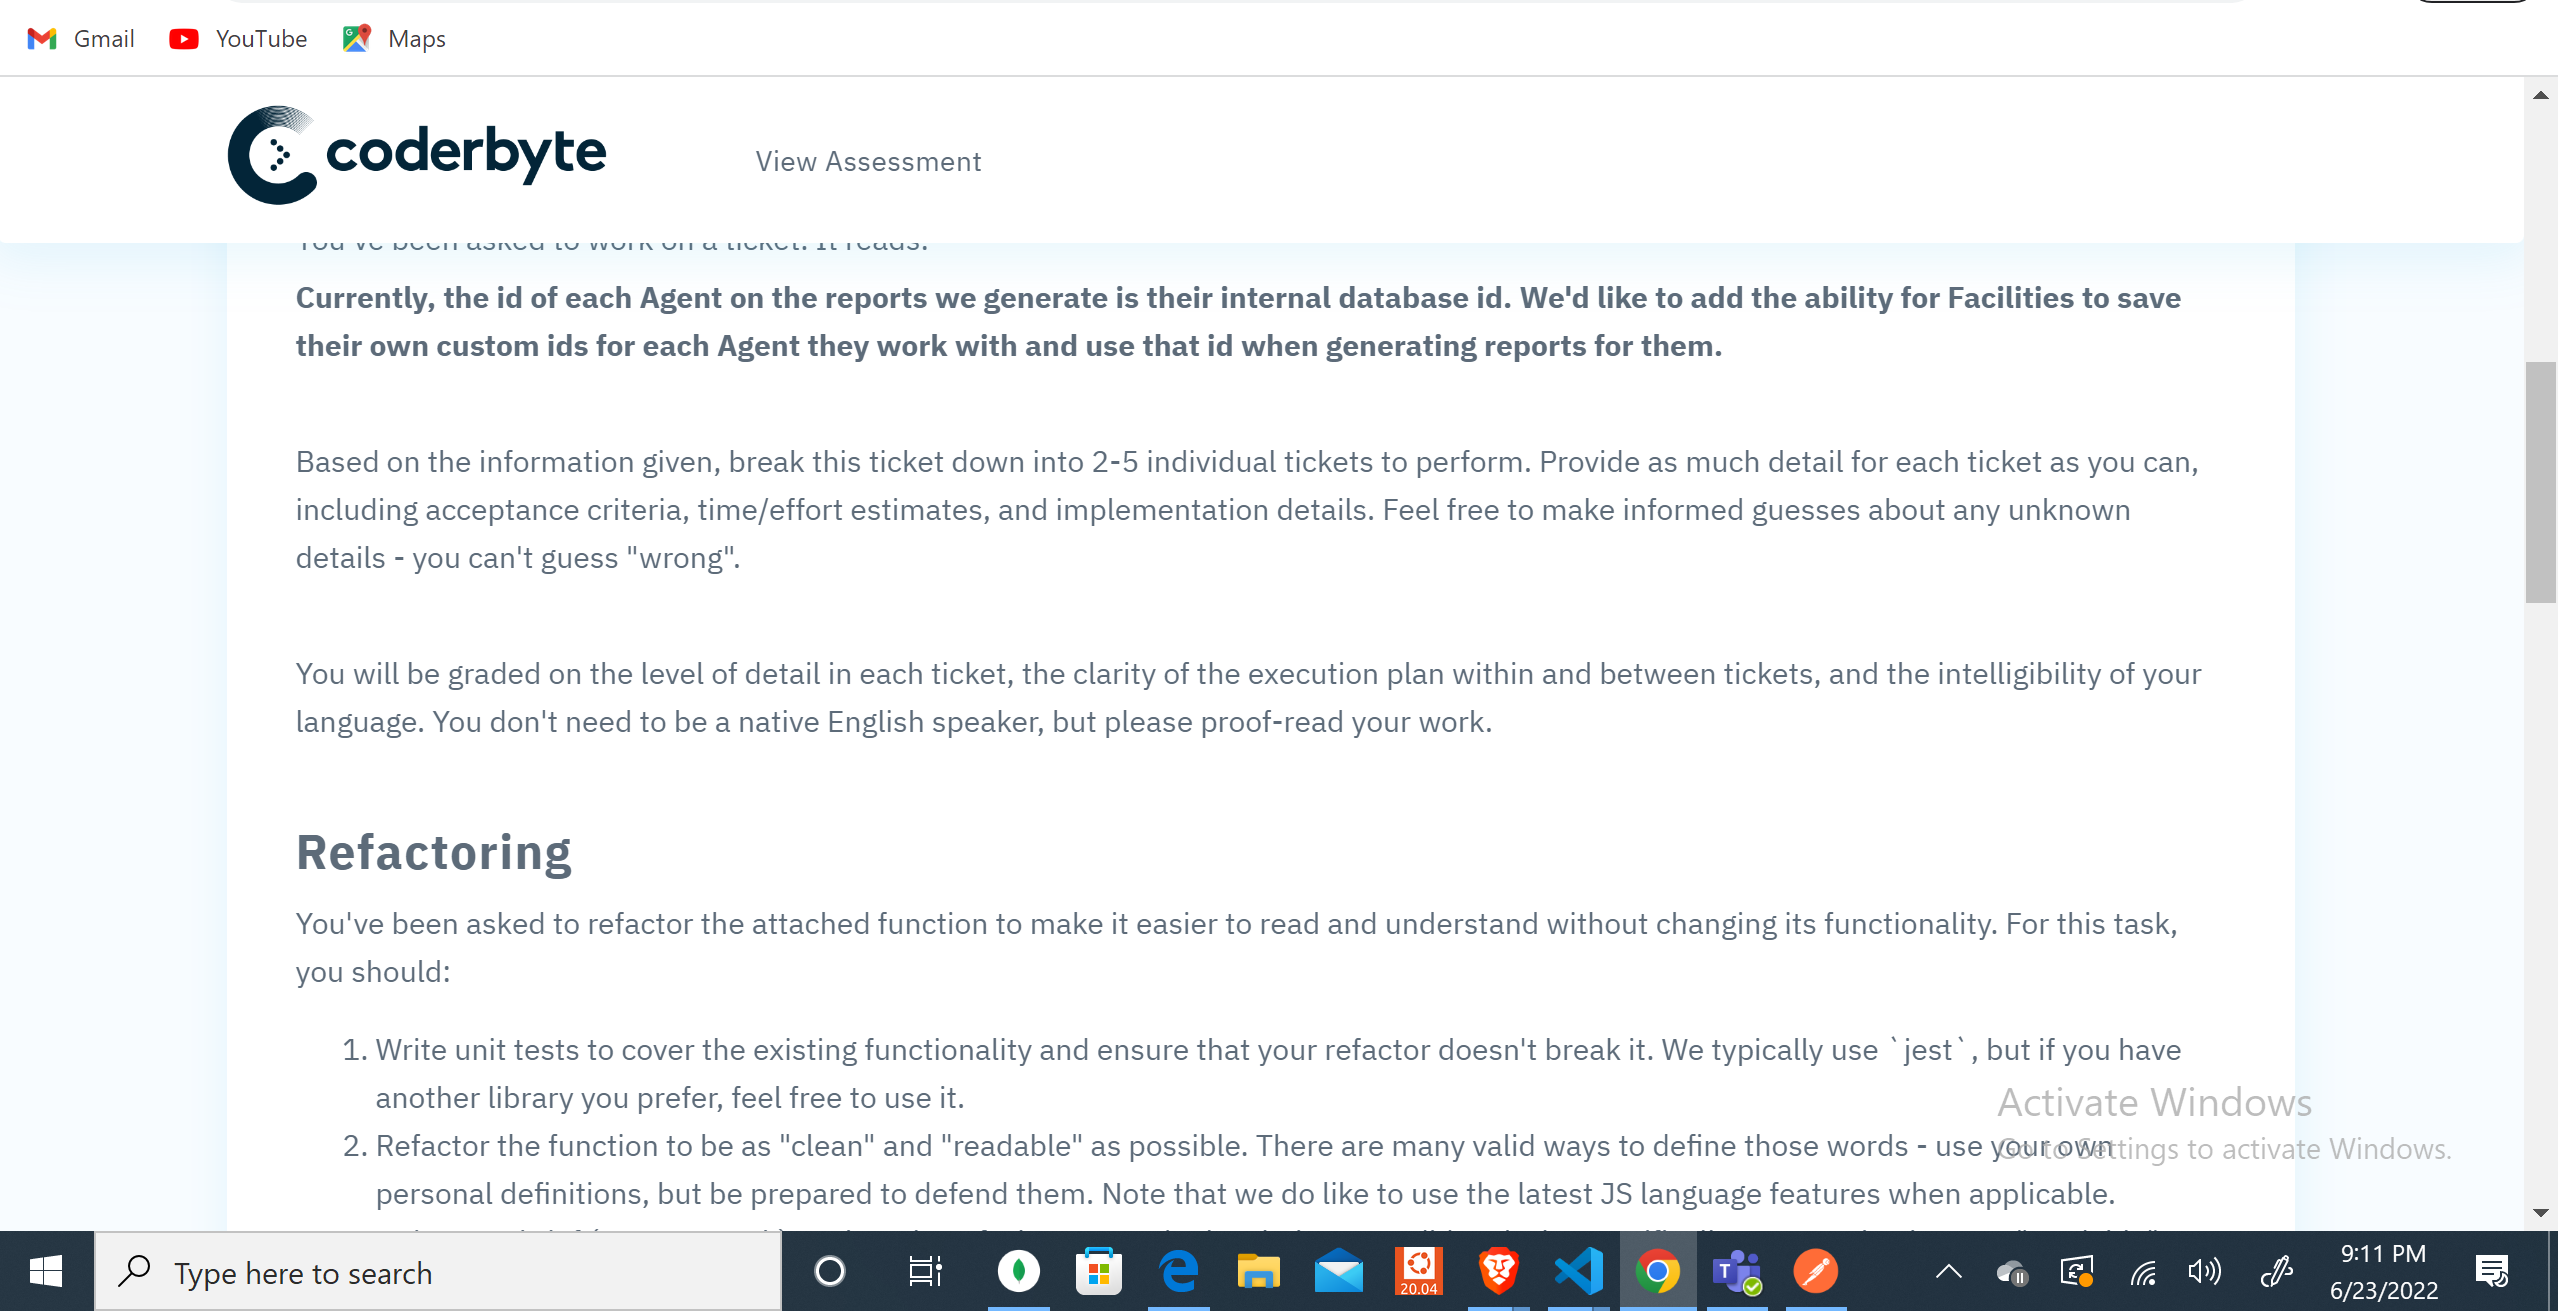 Gmail YouTube Maps
coderbyte View Assessment
You've been asked to work on a ticket. It reads:
Currently, the id of each Agent on the reports we generate is their internal database id. We'd like to add the ability for Facilities to save
their own custom ids for each Agent they work with and use that id when generating reports for them.
Based on the information given, break this ticket down into 2-5 individual tickets to perform. Provide as much detail for each ticket as you can,
including acceptance criteria, time/effort estimates, and implementation details. Feel free to make informed guesses about any unknown
details - you can't guess "wrong".
You will be graded on the level of detail in each ticket, the clarity of the execution plan within and between tickets, and the intelligibility of your
language. You don't need to be a native English speaker, but please proof-read your work.
Refactoring
You've been asked to refactor the attached function to make it easier to read and understand without changing its functionality. For this task,
you should:
1. Write unit tests to cover the existing functionality and ensure that your refactor doesn't break it. We typically use `jest`, but if you have
another library you prefer, feel free to use it.
2. Refactor the function to be as "clean" and "readable" as possible. There are many valid ways to define those words - use your own
personal definitions, but be prepared to defend them. Note that we do like to use the latest JS language features when applicable.
Activate Windows
Go to Settings to activate Windows.
Type here to search
20.04
9:11 PM
6/23/2022